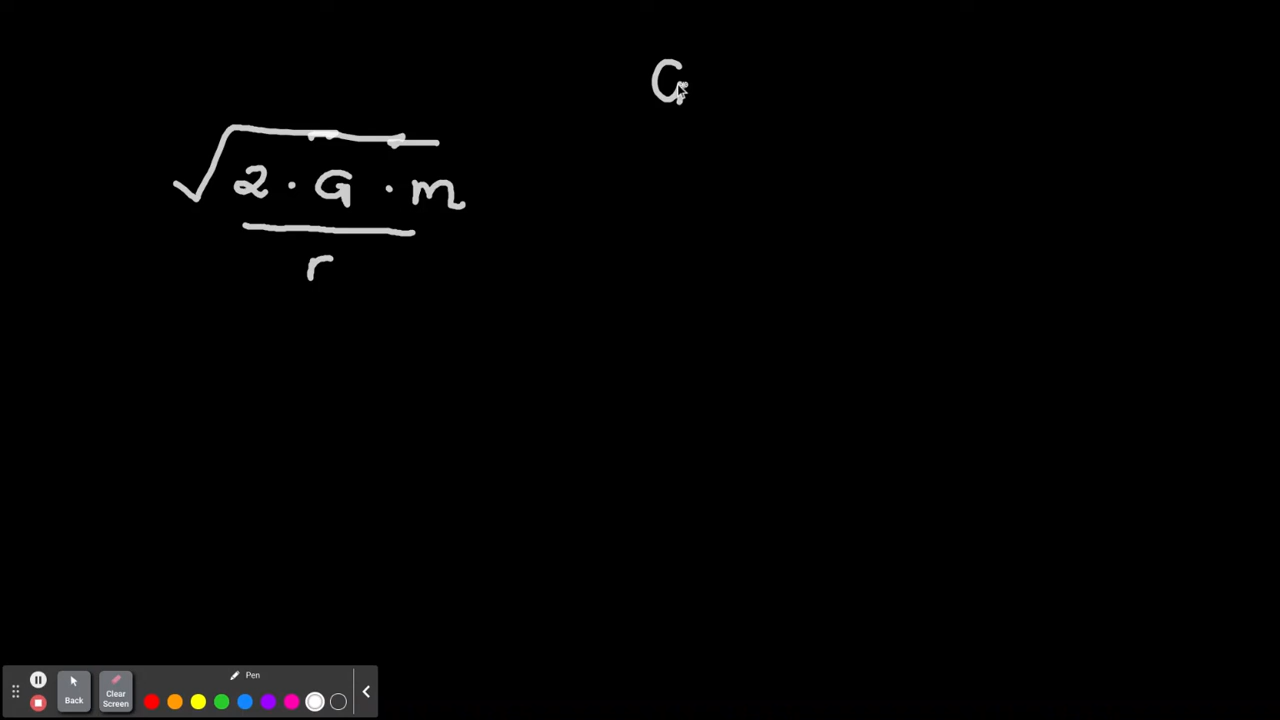 G
√2 · G · m
r
Pen
Back
Clear
Screen